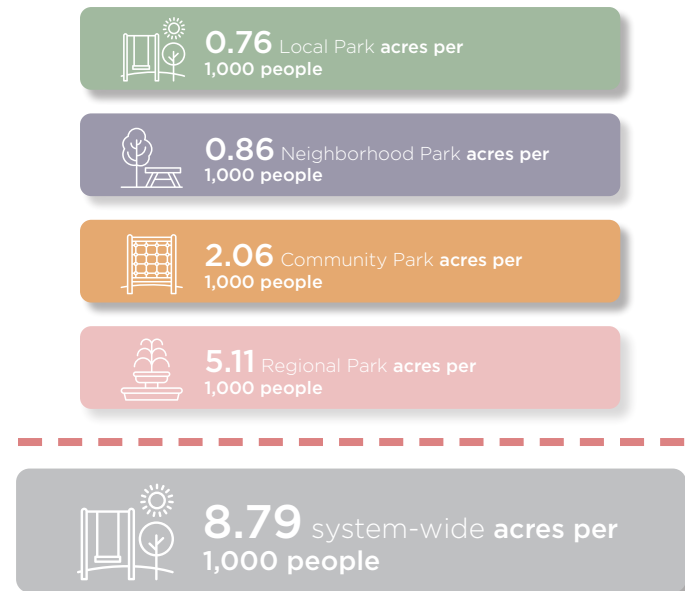 0.76 Local Park acres per
1,000 people
0.86 Neighborhood Park acres per
1,000 people
2.06 Community Park acres per
1,000 people
5.11 Regional Park acres per
1,000 people
8.79 system-wide acres per
1,000 people